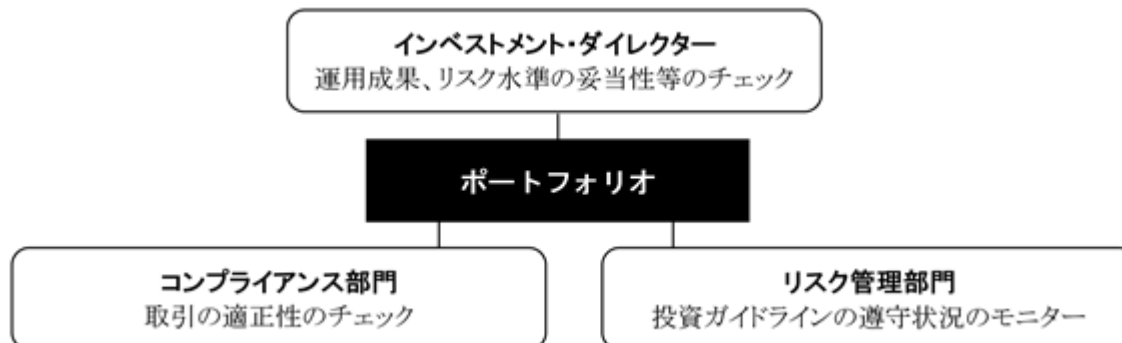 インベストメント・ダイレクター
運用成果、リスク水準の妥当性等のチェック
ポートフォリオ
コンプライアンス部門
取引の適正性のチェック
リスク管理部門
投資ガイドラインの遵守状況のモニター